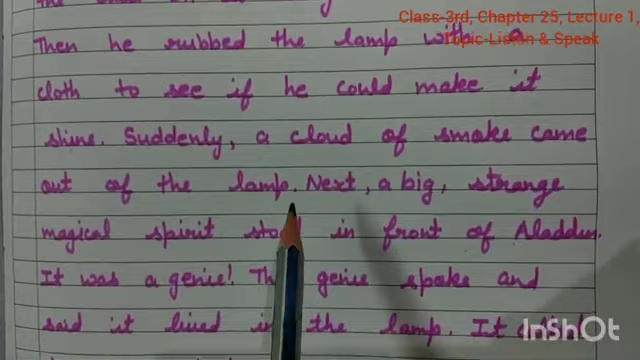 Class-3rd, Chapter 25, Lecture 1,
Topic-Listen & Speak
Then he rubbed the lamp with a
cloth to see if he could make it
shine. Suddenly, a cloud of smoke came
out of the lamp. Next, a big, strange
magical spirit stood in front of Aladdin.
It was a genie! The genie spoke and
said it lived in the lamp. It
InShOt